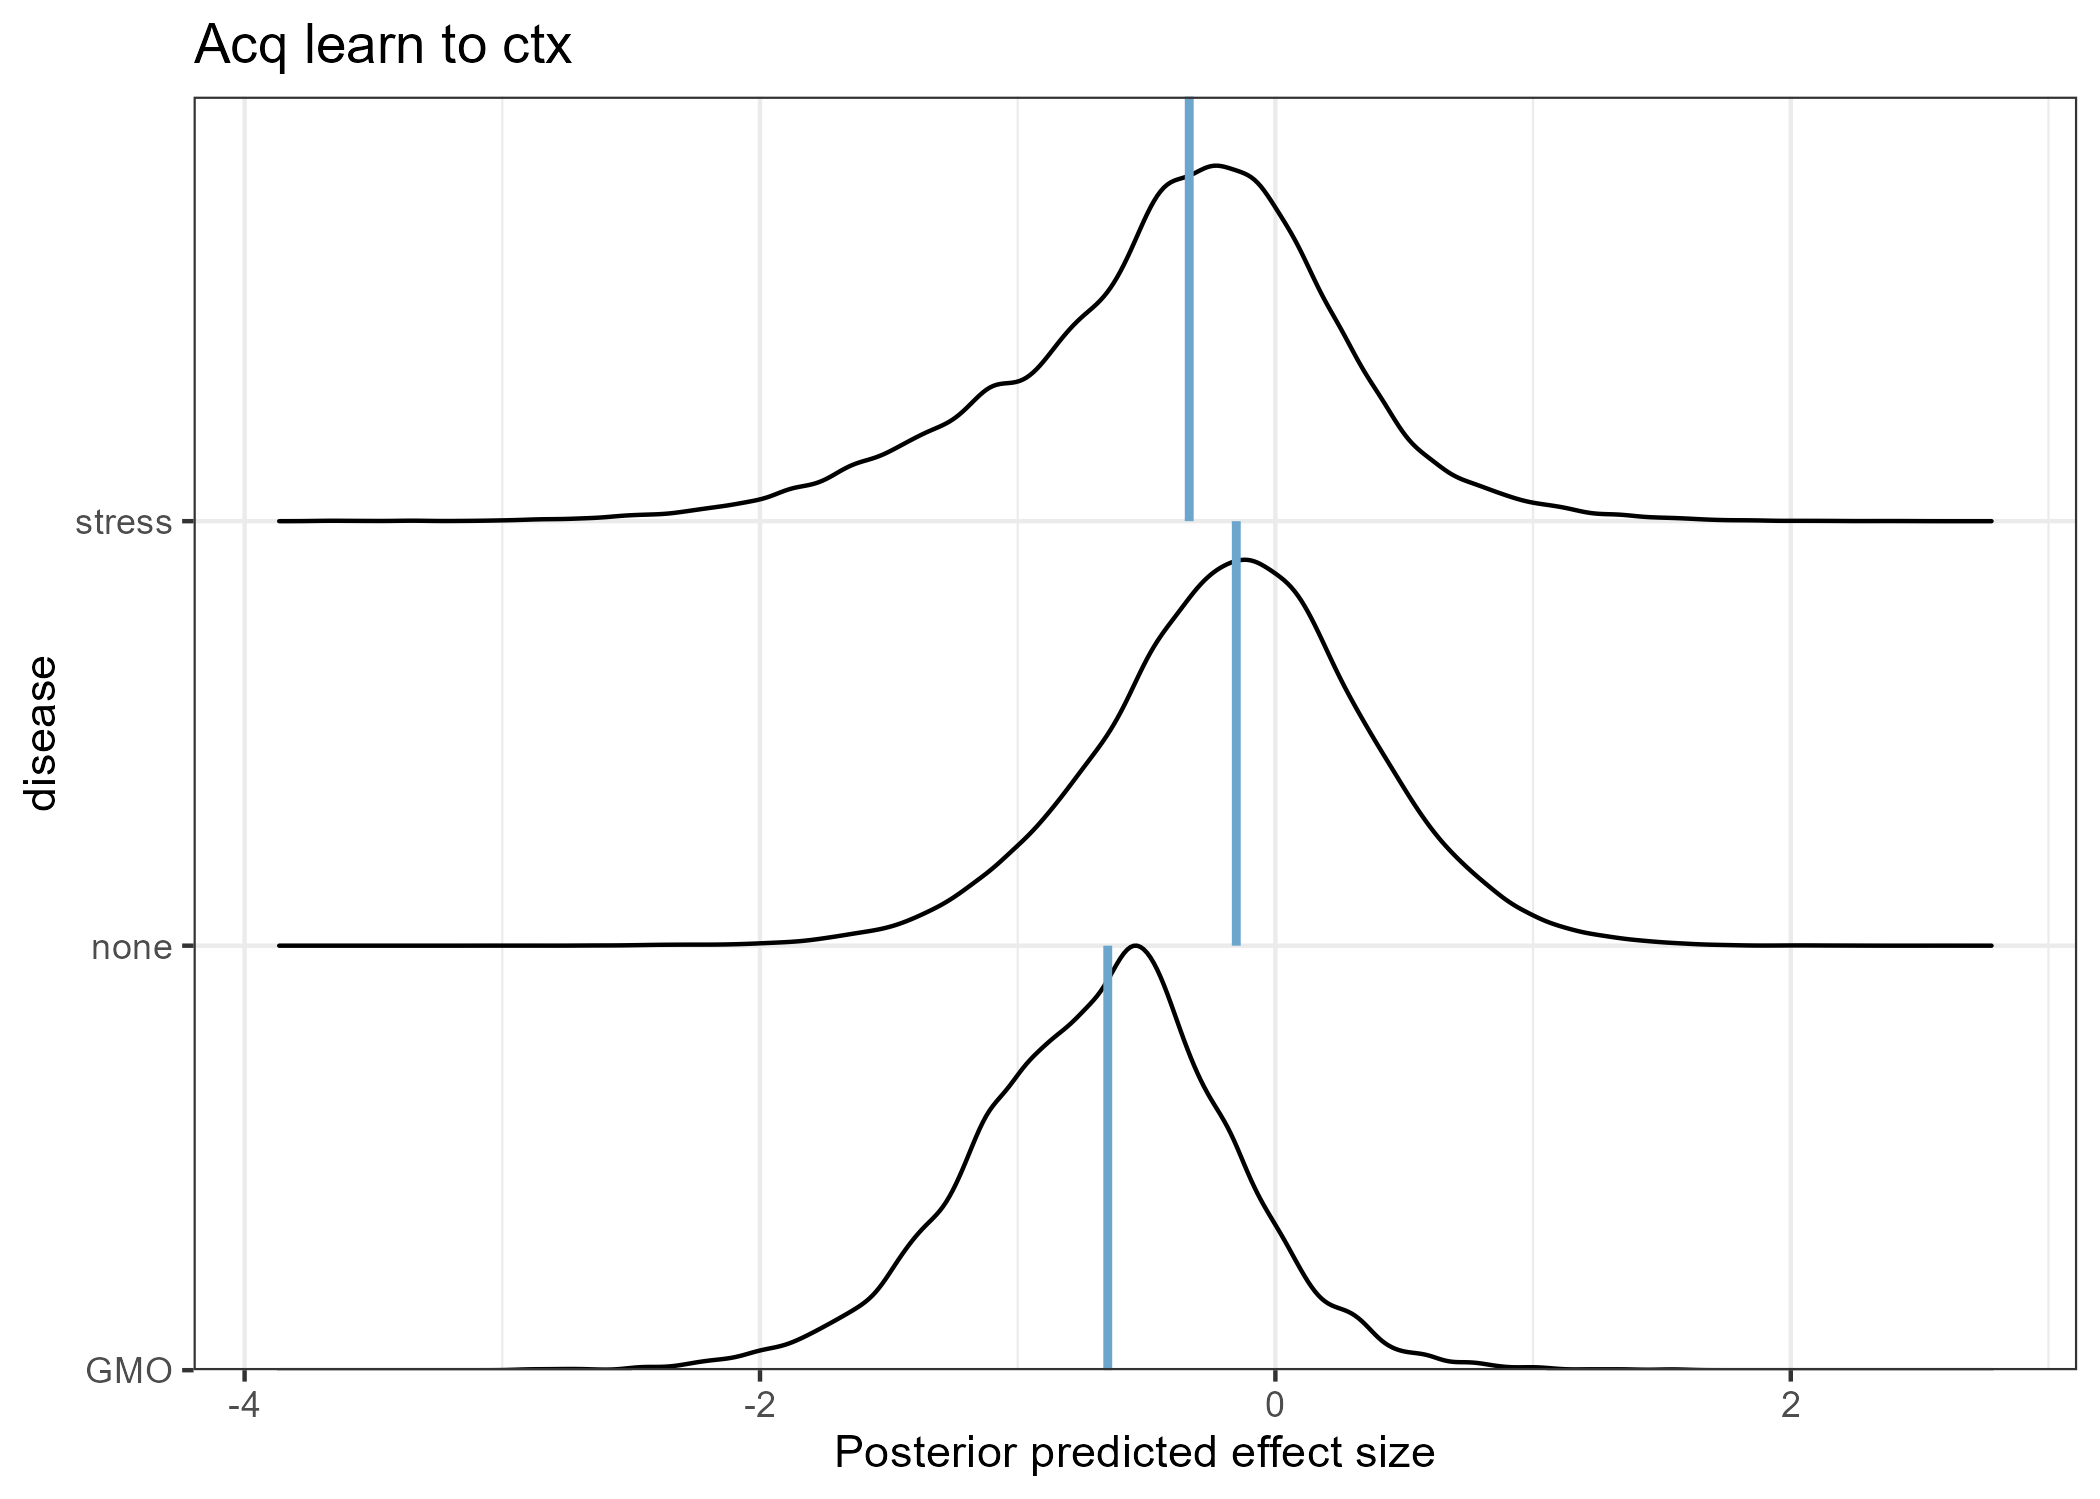 Acq learn to ctx
disease
stress
none
GMO
-4 -2 0 2
Posterior predicted effect size